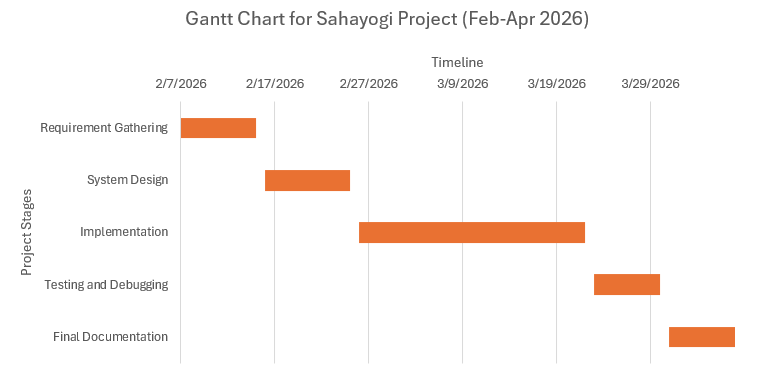 Gantt Chart for Sahayogi Project (Feb-Apr 2026)
Timeline
2/7/2026 2/17/2026 2/27/2026 3/9/2026 3/19/2026 3/29/2026
Project Stages
Requirement Gathering
System Design
Implementation
Testing and Debugging
Final Documentation